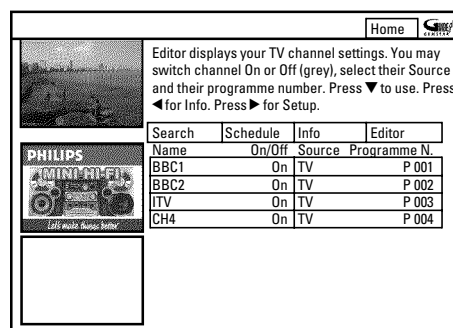 Home GUIDE
GEMSTAR
Editor displays your TV channel settings. You may
switch channel On or Off (grey), select their Source
and their programme number. Press ▼ to use. Press
◄ for Info. Press ► for Setup.
Search Schedule Info Editor
Name On/Off Source Programme N.
BBC1 On TV P 001
BBC2 On TV P 002
ITV On TV P 003
CH4 On TV P 004
PHILIPS
MINI-HI-FI
Let's make things better